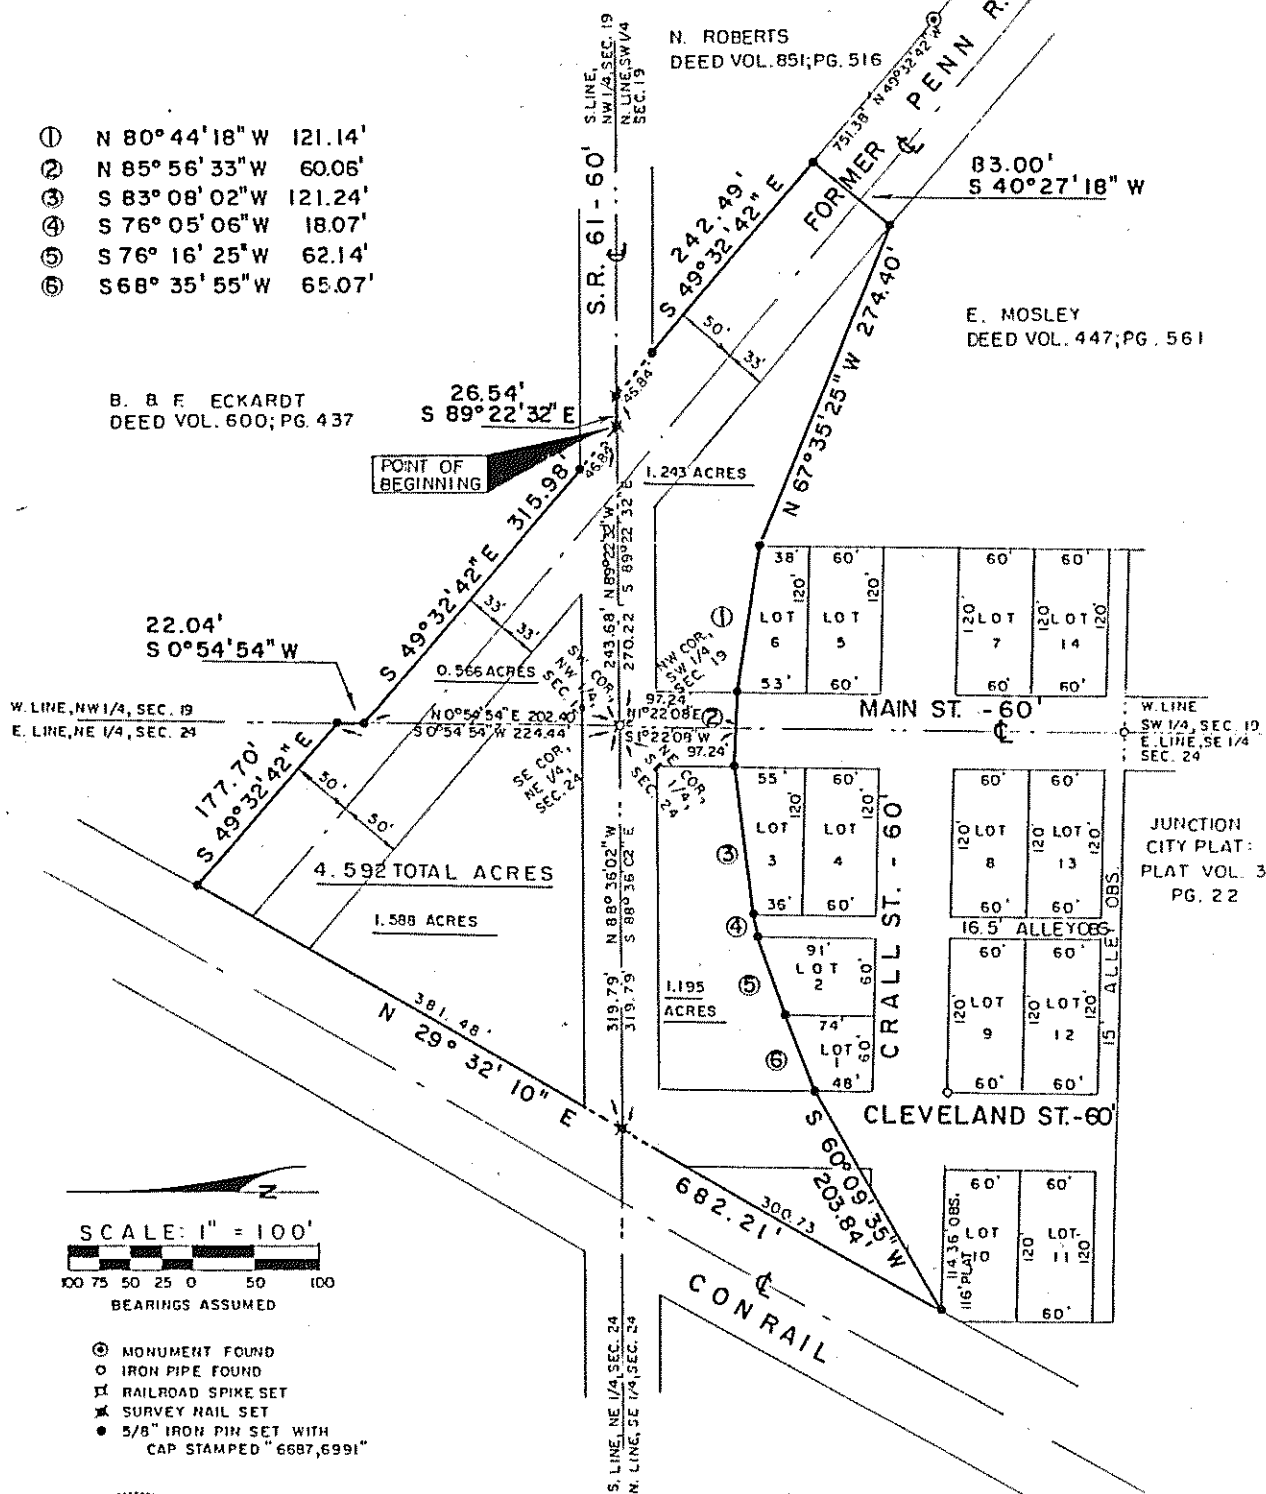 N. ROBERTS
DEED VOL. 851; PG. 516
S. LINE,
NW 1/4, SEC. 19
N. LINE, SW 1/4
SEC. 19
① N 80° 44' 18" W 121.14'
② N 85° 56' 33" W 60.06'
③ S 83° 08' 02" W 121.24'
④ S 76° 05' 06" W 18.07'
⑤ S 76° 16' 25" W 62.14'
⑥ S 68° 35' 55" W 65.07'
S.R. 61 - 60'
751.38' N 49° 32' 42" W
FORMER PENN R.
83.00'
S 40° 27' 18" W
242.49'
S 49° 32' 42" E
50'
33'
N 67° 35' 25" W 274.40'
E. MOSLEY
DEED VOL. 447; PG. 561
B. & F. ECKARDT
DEED VOL. 600; PG. 437
26.54'
S 89° 22' 32" E
45.84'
POINT OF
BEGINNING
46.84'
1.243 ACRES
S 49° 32' 42" E 315.98'
33'
33'
243.68' N 89° 22' 32" W
270.22' S 89° 22' 32" E
22.04'
S 0° 54' 54" W
0.566 ACRES
SW COR,
NW 1/4,
SEC. 19
NW COR,
SW 1/4
SEC. 19
W. LINE, NW 1/4, SEC. 19
E. LINE, NE 1/4, SEC. 24
N 0° 54' 54" E 202.40'
S 0° 54' 54" W 224.44'
97.24'
N 1° 22' 08" E
S 1° 22' 08" W
97.24'
SE COR,
NE 1/4,
SEC. 24
NE COR,
SE 1/4,
SEC. 24
38' 60' 60' 60'
120' 120' 120' 120' 120'
LOT
6
LOT
5
LOT
7
LOT
14
53' 60' 60' 60'
MAIN ST. - 60'
W. LINE
SW 1/4, SEC. 19
E. LINE, SE 1/4
SEC. 24
177.70'
S 49° 32' 42" E
50'
50'
4.592 TOTAL ACRES
1.588 ACRES
N 88° 36' 02" W
S 88° 36' 02" E
319.79'
319.79'
55' 60' 60' 60'
120' 120' 120' 120' 120'
LOT
3
LOT
4
LOT
8
LOT
13
36' 60' 60' 60'
CRALL ST. - 60'
JUNCTION
CITY PLAT:
PLAT VOL. 3
PG. 22
16.5' ALLEY OBS.
15' ALLEY OBS.
91'
LOT
2
60'
74'
LOT
1
60'
48'
60' 60'
120' 120' 120'
LOT
9
LOT
12
60' 60'
1.195
ACRES
381.48'
N 29° 32' 10" E
CLEVELAND ST. - 60'
S 60° 09' 35" W
203.84'
682.21'
300.73
114.36' OBS.
116' PLAT
60' 60'
LOT
10
LOT
11
120' 120'
60'
CONRAIL
N
SCALE: 1" = 100'
100 75 50 25 0 50 100
BEARINGS ASSUMED
MONUMENT FOUND
IRON PIPE FOUND
RAILROAD SPIKE SET
SURVEY NAIL SET
5/8" IRON PIN SET WITH
CAP STAMPED "6687,6991"
S. LINE, NE 1/4, SEC. 24
N. LINE, SE 1/4, SEC. 24